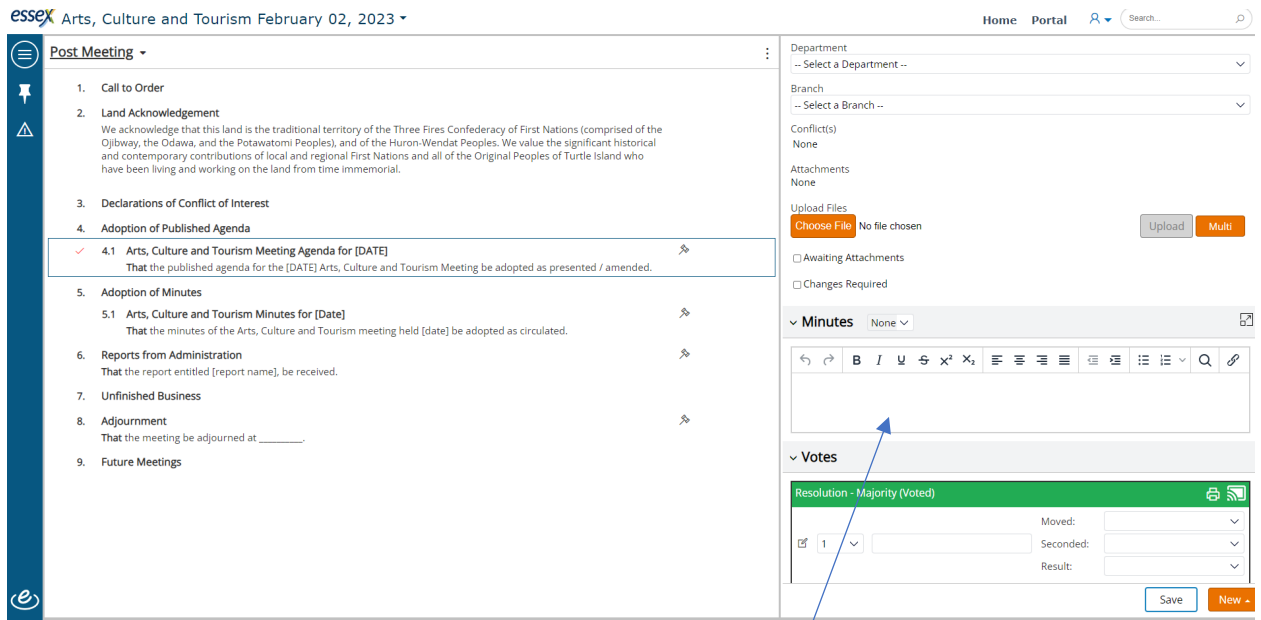 essex Arts, Culture and Tourism February 02, 2023
Home Portal Search...
Post Meeting
1. Call to Order
2. Land Acknowledgement
We acknowledge that this land is the traditional territory of the Three Fires Confederacy of First Nations (comprised of the
Ojibway, the Odawa, and the Potawatomi Peoples), and of the Huron-Wendat Peoples. We value the significant historical
and contemporary contributions of local and regional First Nations and all of the Original Peoples of Turtle Island who
have been living and working on the land from time immemorial.
3. Declarations of Conflict of Interest
4. Adoption of Published Agenda
4.1 Arts, Culture and Tourism Meeting Agenda for [DATE]
That the published agenda for the [DATE] Arts, Culture and Tourism Meeting be adopted as presented / amended.
5. Adoption of Minutes
5.1 Arts, Culture and Tourism Minutes for [Date]
That the minutes of the Arts, Culture and Tourism meeting held [date] be adopted as circulated.
6. Reports from Administration
That the report entitled [report name], be received.
7. Unfinished Business
8. Adjournment
That the meeting be adjourned at _________.
9. Future Meetings
Department
-- Select a Department --
Branch
-- Select a Branch --
Conflict(s)
None
Attachments
None
Upload Files
Choose File No file chosen Upload Multi
Awaiting Attachments
Changes Required
Minutes None
B I U S X² X₂
Votes
Resolution - Majority (Voted)
Moved:
1 Seconded:
Result:
Save New